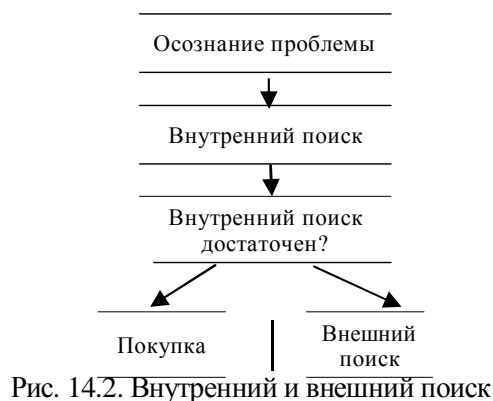 Осознание проблемы
Внутренний поиск
Внутренний поиск
достаточен?
Покупка
Внешний
поиск
Рис. 14.2. Внутренний и внешний поиск